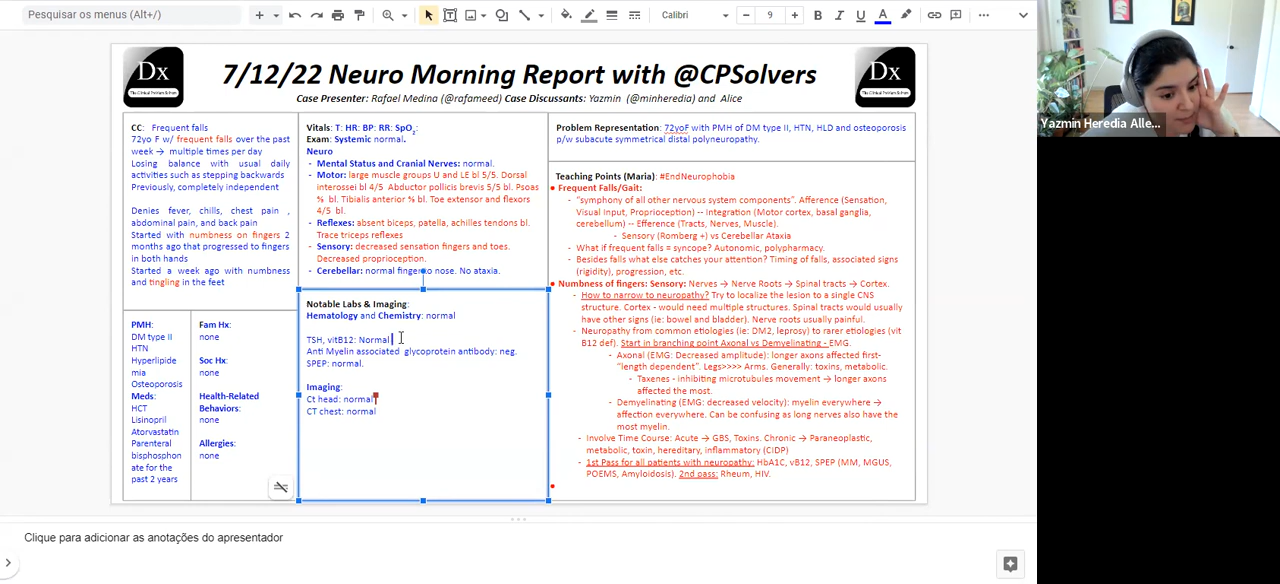 Pesquisar os menus (Alt+/)
Calibri
9
B I U A
7/12/22 Neuro Morning Report with @CPSolvers
Case Presenter: Rafael Medina (@rafameed) Case Discussants: Yazmin (@minheredia) and Alice
Dx
Dx
CC: Frequent falls
72yo F w/ frequent falls over the past
week → multiple times per day
Losing balance with usual daily
activities such as stepping backwards
Previously, completely independent
Denies fever, chills, chest pain ,
abdominal pain, and back pain
Started with numbness on fingers 2
months ago that progressed to fingers
in both hands
Started a week ago with numbness
and tingling in the feet
PMH:
DM type II
HTN
Hyperlipide
mia
Osteoporosis
Meds:
HCT
Lisinopril
Atorvastatin
Parenteral
bisphosphon
ate for the
past 2 years
Fam Hx:
none
Soc Hx:
none
Health-Related
Behaviors:
none
Allergies:
none
Vitals: T: HR: BP: RR: SpO2:
Exam: Systemic normal.
Neuro
- Mental Status and Cranial Nerves: normal.
- Motor: large muscle groups U and LE bl 5/5. Dorsal
interossei bl 4/5 Abductor pollicis brevis 5/5 bl. Psoas
bl. Tibialis anterior bl. Toe extensor and flexors
4/5 bl.
- Reflexes: absent biceps, patella, achilles tendons bl.
Trace triceps reflexes
- Sensory: decreased sensation fingers and toes.
Decreased proprioception.
- Cerebellar: normal finger to nose. No ataxia.
Notable Labs & Imaging:
Hematology and Chemistry: normal
TSH, vitB12: Normal
Anti Myelin associated glycoprotein antibody: neg.
SPEP: normal.
Imaging:
Ct head: normal
CT chest: normal
Problem Representation: 72yoF with PMH of DM type II, HTN, HLD and osteoporosis
p/w subacute symmetrical distal polyneuropathy.
Teaching Points (Maria): #EndNeurophobia
● Frequent Falls/Gait:
- “symphony of all other nervous system components”. Afference (Sensation,
Visual Input, Proprioception) -- Integration (Motor cortex, basal ganglia,
cerebellum) -- Efference (Tracts, Nerves, Muscle).
- Sensory (Romberg +) vs Cerebellar Ataxia
- What if frequent falls = syncope? Autonomic, polypharmacy.
- Besides falls what else catches your attention? Timing of falls, associated signs
(rigidity), progression, etc.
● Numbness of fingers: Sensory: Nerves → Nerve Roots → Spinal tracts → Cortex.
- How to narrow to neuropathy? Try to localize the lesion to a single CNS
structure. Cortex - would need multiple structures. Spinal tracts would usually
have other signs (ie: bowel and bladder). Nerve roots usually painful.
- Neuropathy from common etiologies (ie: DM2, leprosy) to rarer etiologies (vit
B12 def). Start in branching point Axonal vs Demyelinating - EMG.
- Axonal (EMG: Decreased amplitude): longer axons affected first-
“length dependent”. Legs>>>> Arms. Generally: toxins, metabolic.
- Taxenes - inhibiting microtubules movement → longer axons
affected the most.
- Demyelinating (EMG: decreased velocity): myelin everywhere →
affection everywhere. Can be confusing as long nerves also have the
most myelin.
- Involve Time Course: Acute → GBS, Toxins. Chronic → Paraneoplastic,
metabolic, toxin, hereditary, inflammatory (CIDP)
- 1st Pass for all patients with neuropathy: HbA1C, vB12, SPEP (MM, MGUS,
POEMS, Amyloidosis). 2nd pass: Rheum, HIV.
Clique para adicionar as anotações do apresentador
Yazmin Heredia Alle...